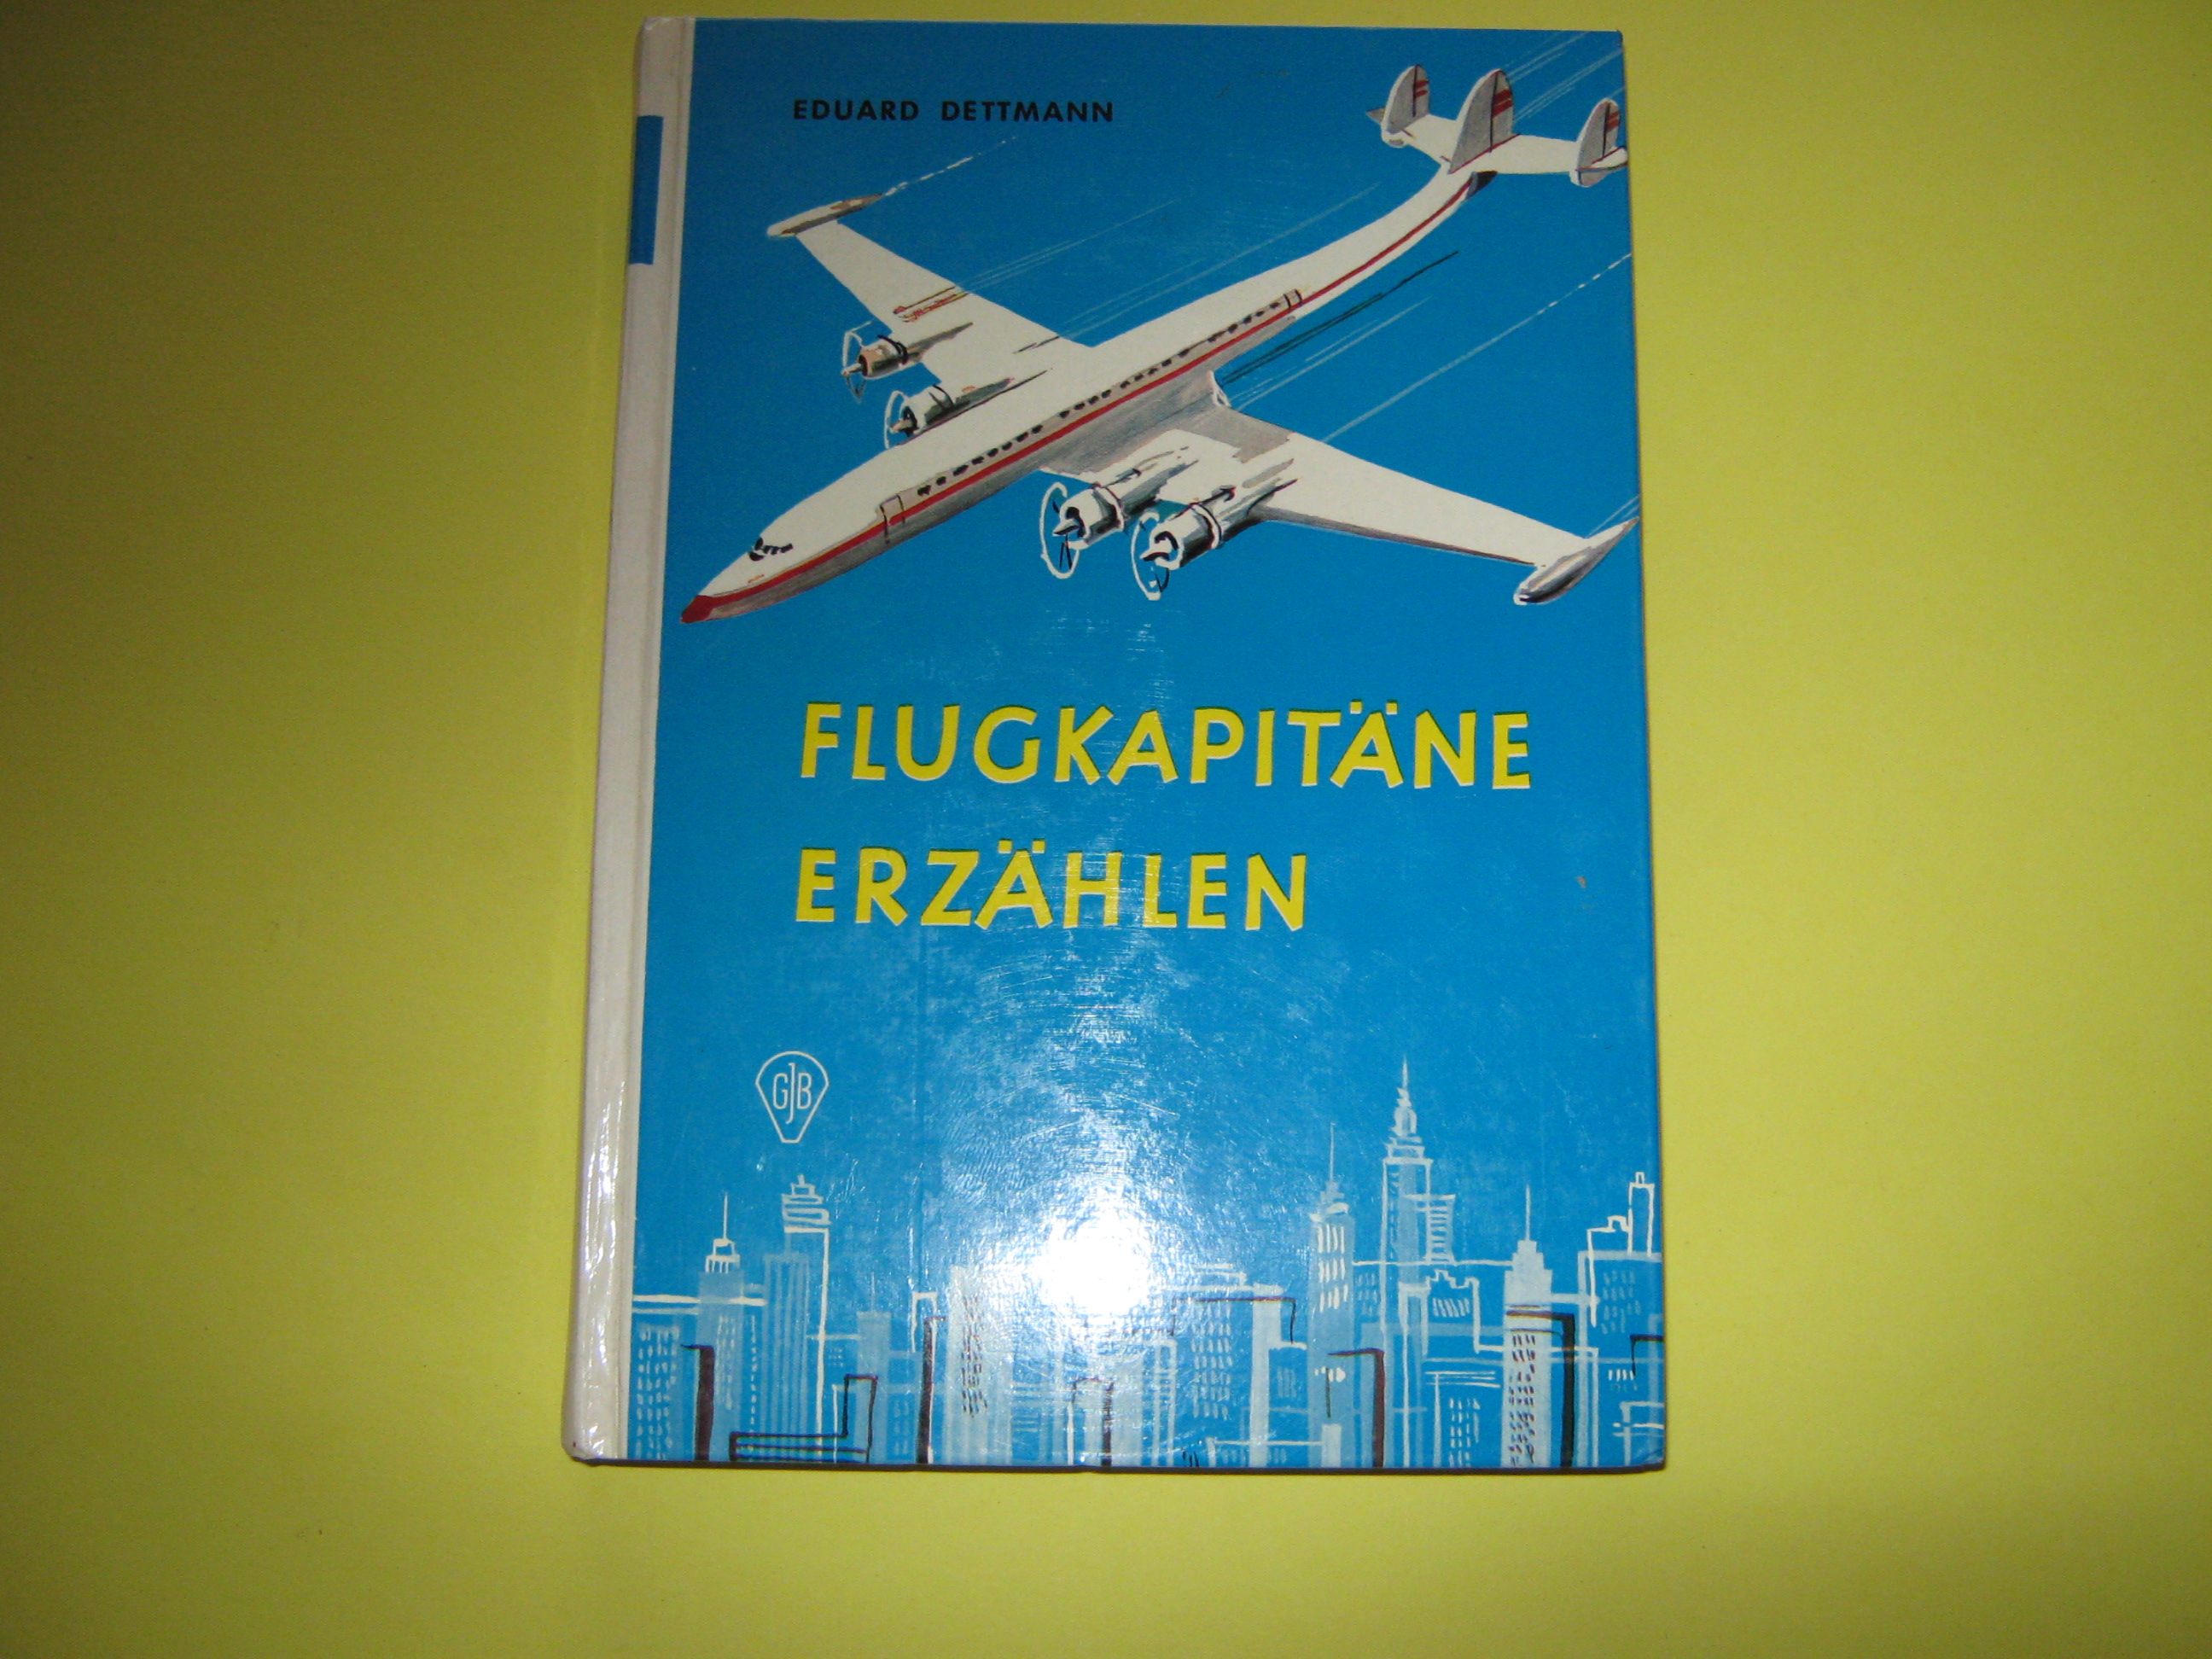 EDUARD DETTMANN
FLUGKAPITÄNE
ERZÄHLEN
GJB